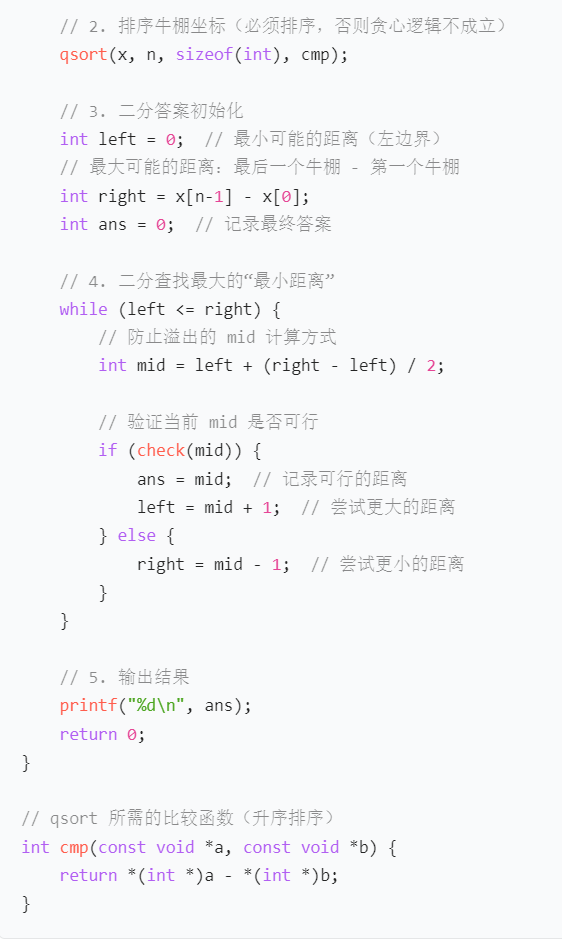 // 2. 排序牛棚坐标（必须排序，否则贪心逻辑不成立）
qsort(x, n, sizeof(int), cmp);
// 3. 二分答案初始化
int left = 0;  // 最小可能的距离（左边界）
// 最大可能的距离：最后一个牛棚 - 第一个牛棚
int right = x[n-1] - x[0];
int ans = 0;  // 记录最终答案
// 4. 二分查找最大的“最小距离”
while (left <= right) {
// 防止溢出的 mid 计算方式
int mid = left + (right - left) / 2;
// 验证当前 mid 是否可行
if (check(mid)) {
ans = mid;  // 记录可行的距离
left = mid + 1;  // 尝试更大的距离
} else {
right = mid - 1;  // 尝试更小的距离
}
}
// 5. 输出结果
printf("%d\n", ans);
return 0;
}
// qsort 所需的比较函数（升序排序）
int cmp(const void *a, const void *b) {
return *(int *)a - *(int *)b;
}